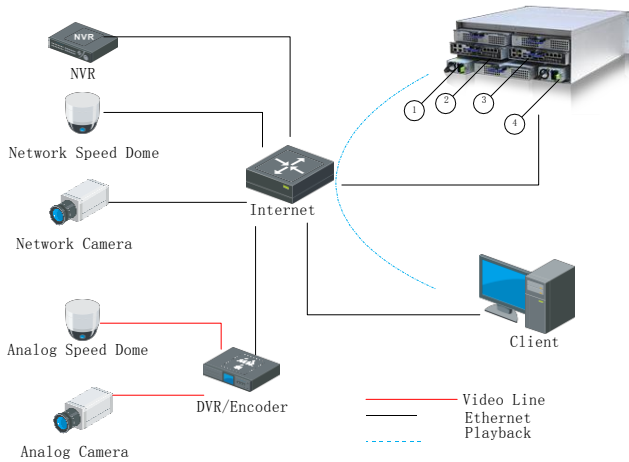 NVR
NVR
1
2
3
4
Network Speed Dome
Internet
Network Camera
Analog Speed Dome
Client
DVR/Encoder
Video Line
Ethernet
Playback
Analog Camera